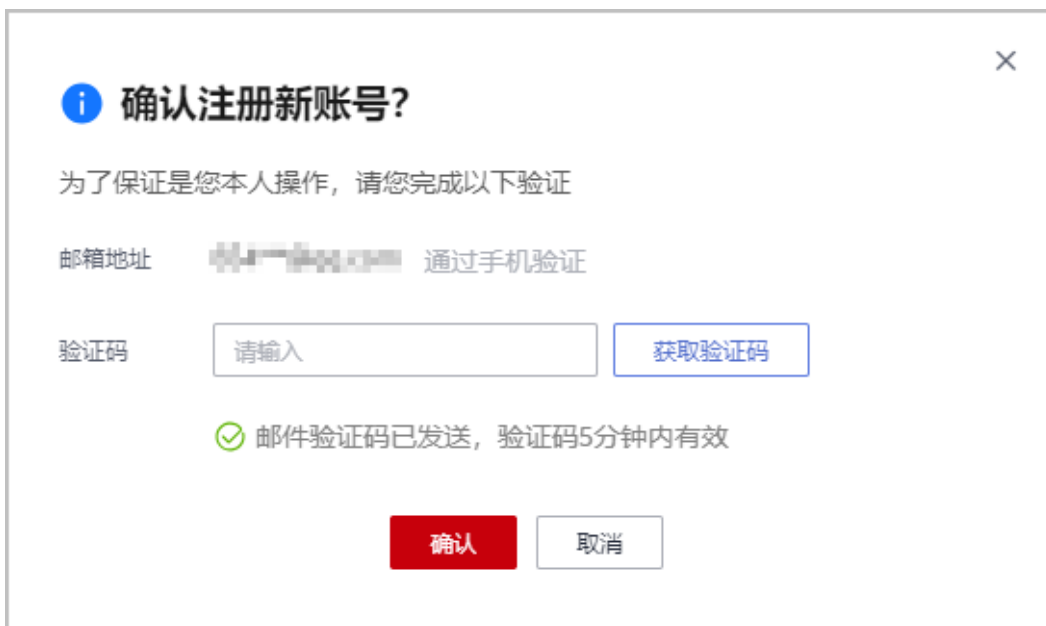 确认注册新账号?
为了保证是您本人操作，请您完成以下验证
邮箱地址 通过手机验证
验证码 请输入 获取验证码
邮件验证码已发送，验证码5分钟内有效
确认 取消